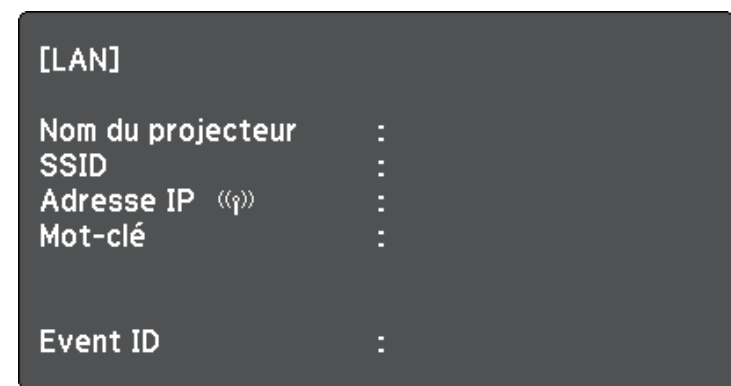 [LAN]
Nom du projecteur :
SSID :
Adresse IP :
Mot-clé :
Event ID :